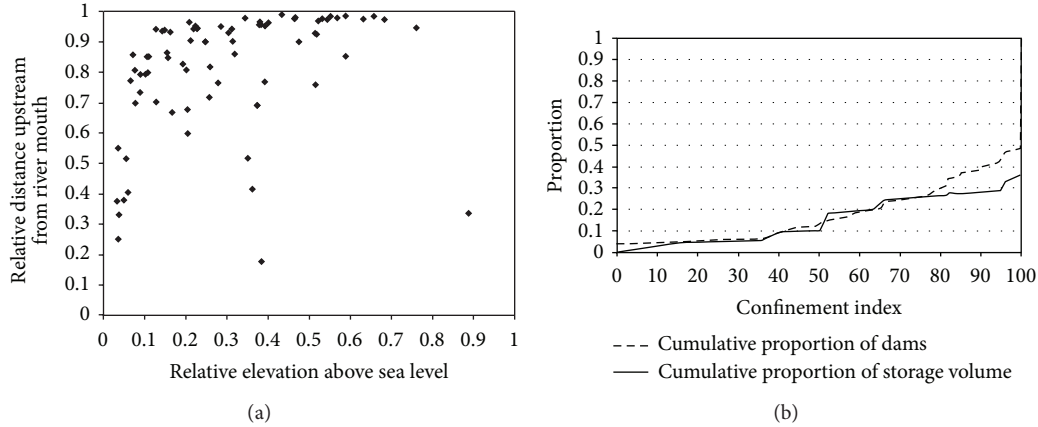 1
0.9
0.8
0.7
0.6
0.5
0.4
0.3
0.2
0.1
0
Relative distance upstream
from river mouth
0 0.1 0.2 0.3 0.4 0.5 0.6 0.7 0.8 0.9 1
Relative elevation above sea level
(a)
1
0.9
0.8
0.7
0.6
0.5
0.4
0.3
0.2
0.1
0
Proportion
0 10 20 30 40 50 60 70 80 90 100
Confinement index
Cumulative proportion of dams
Cumulative proportion of storage volume
(b)